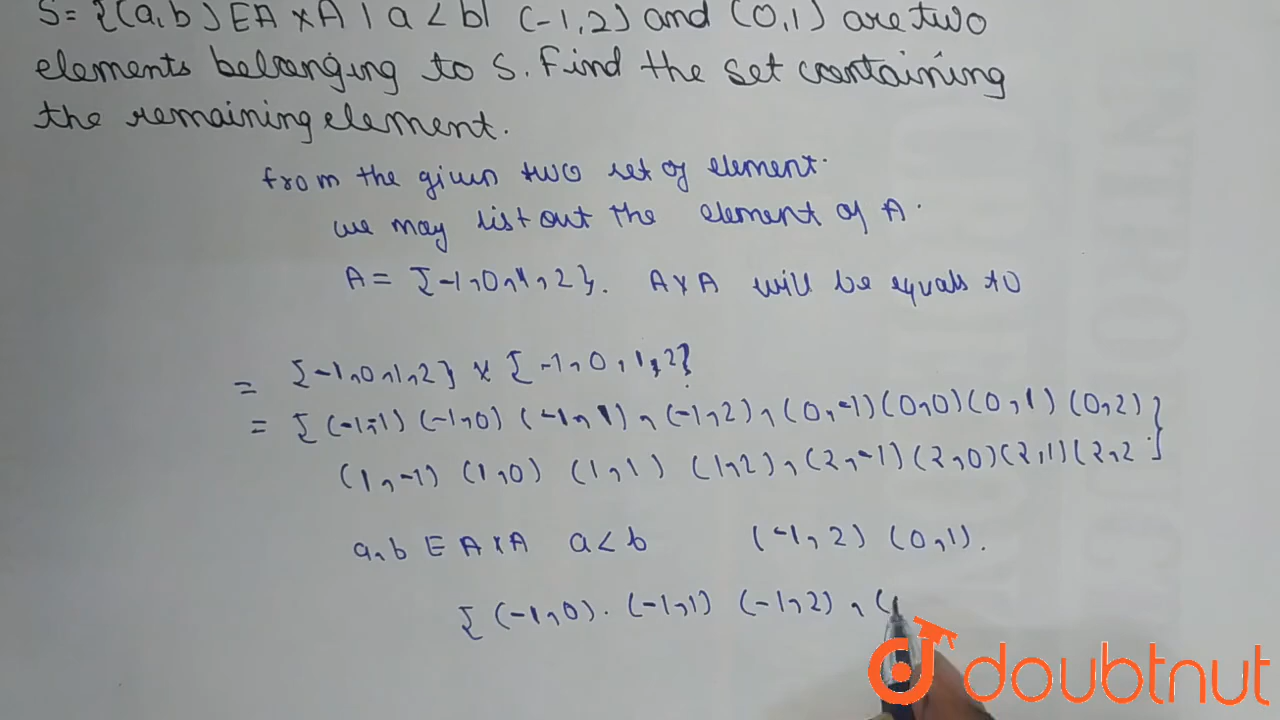 S = {(a,b) ∈ A × A | a < b| (-1,2) and (0,1) are two
elements belonging to S. Find the set containing
the remaining element.
from the given two set of element.
we may list out the element of A.
A = {-1,0,1,2}. A×A will be equals to
= {-1,0,1,2} × {-1,0,1,2}
= {(-1,-1) (-1,0) (-1,1), (-1,2), (0,-1) (0,0) (0,1) (0,2)
(1,-1) (1,0) (1,1) (1,2), (2,-1) (2,0) (2,1) (2,2 }
a,b ∈ A×A a<b (-1,2) (0,1).
{(-1,0). (-1,1) (-1,2), (
doubtnut